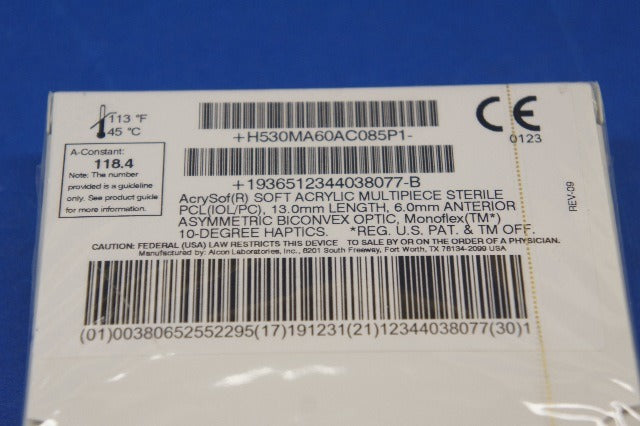 113 °F
45 °C
+H530MA60AC085P1-
CE
0123
A-Constant:
118.4
Note: The number
provided is a guideline
only. See product guide
for more information.
+1936512344038077-B
AcrySof(R) SOFT ACRYLIC MULTIPIECE STERILE
PCL(IOL/PC), 13.0mm LENGTH, 6.0mm ANTERIOR
ASYMMETRIC BICONVEX OPTIC, Monoflex(TM*)
10-DEGREE HAPTICS. *REG. U.S. PAT. & TM OFF.
CAUTION: FEDERAL (USA) LAW RESTRICTS THIS DEVICE TO SALE BY OR ON THE ORDER OF A PHYSICIAN.
Manufactured by: Alcon Laboratories, Inc., 6201 South Freeway, Fort Worth, TX 76134-2099 USA
REV-09
(01)00380652552295(17)191231(21)12344038077(30)1